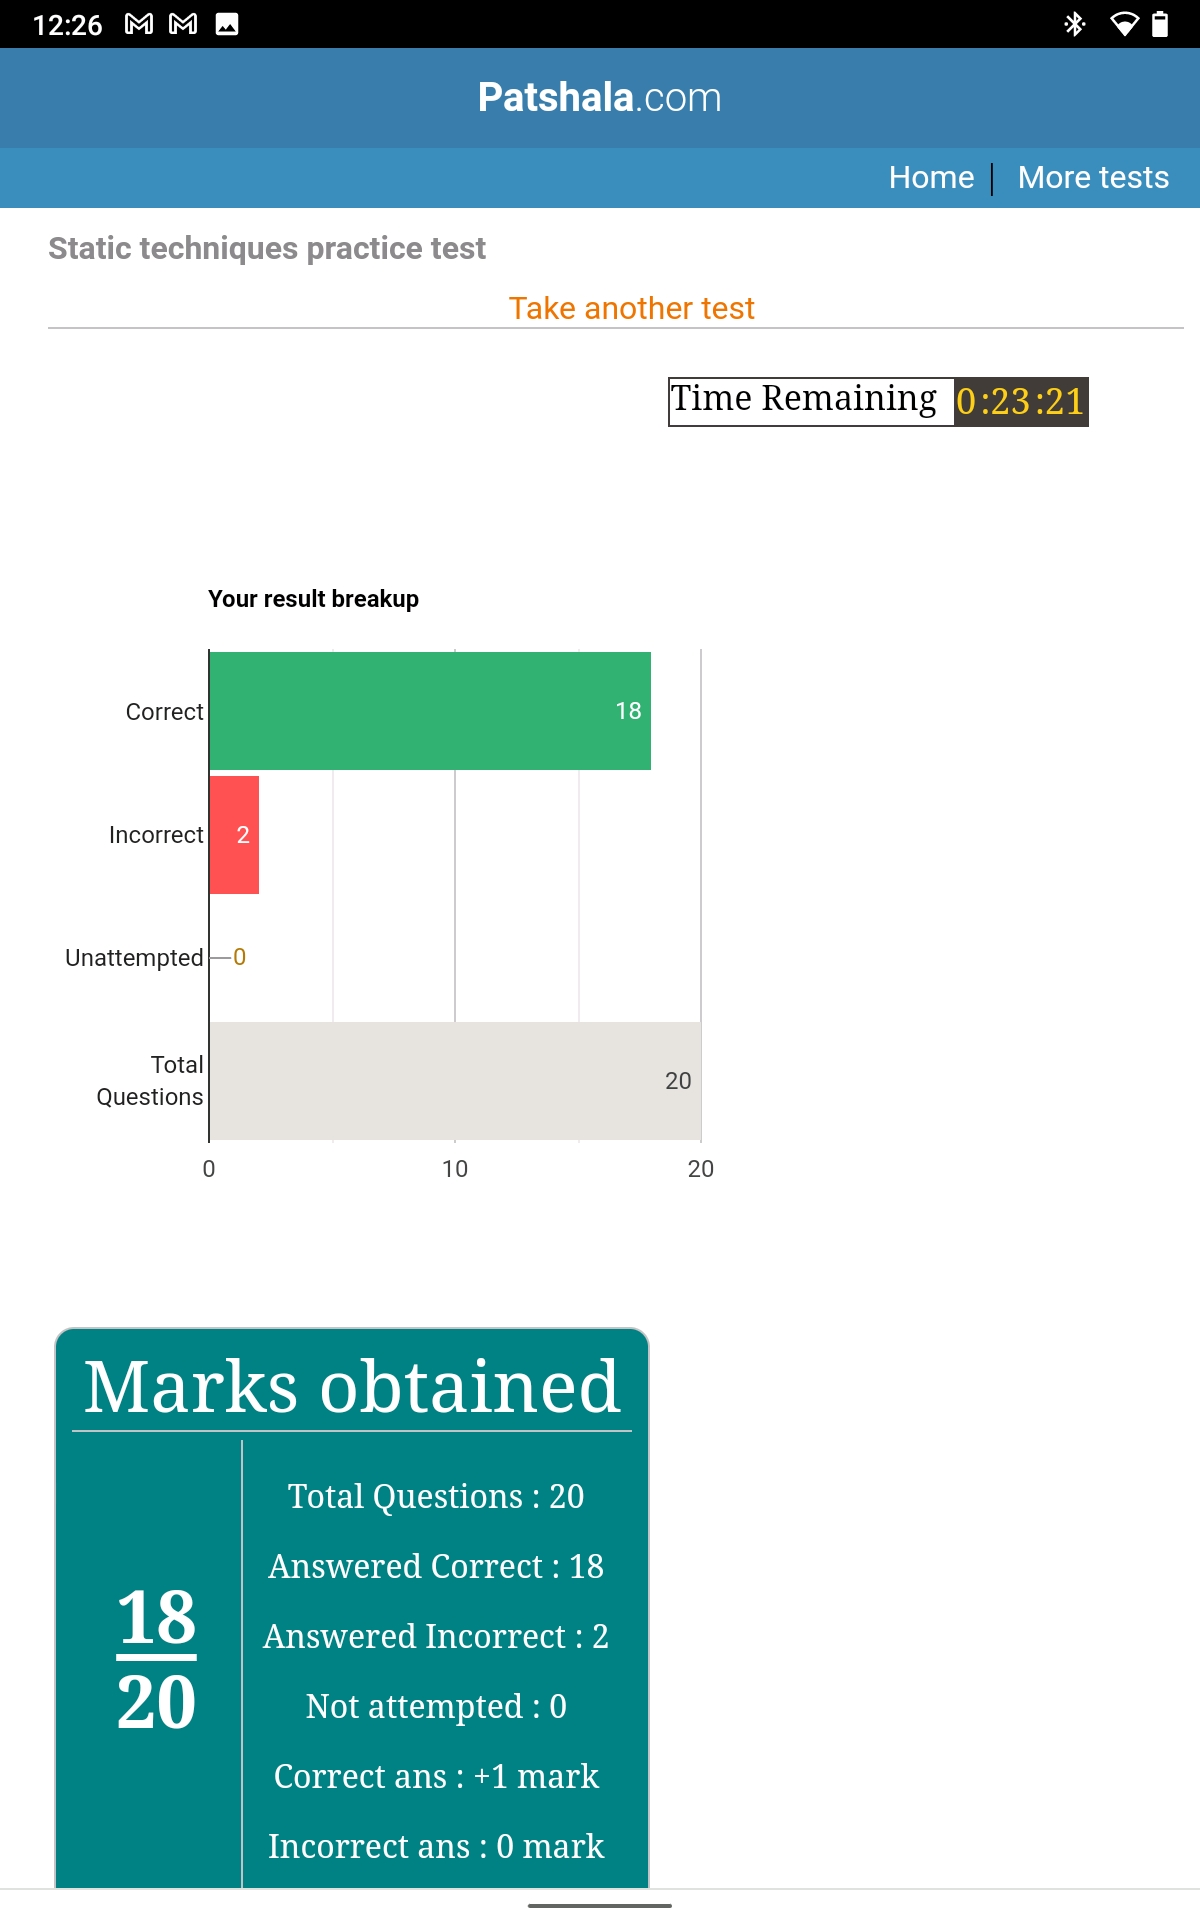 12:26
Patshala.com
Home | More tests
Static techniques practice test
Take another test
Time Remaining 0:23:21
Your result breakup
Correct 18
Incorrect 2
Unattempted 0
Total
Questions 20
0 10 20
Marks obtained
18
20
Total Questions : 20
Answered Correct : 18
Answered Incorrect : 2
Not attempted : 0
Correct ans : +1 mark
Incorrect ans : 0 mark